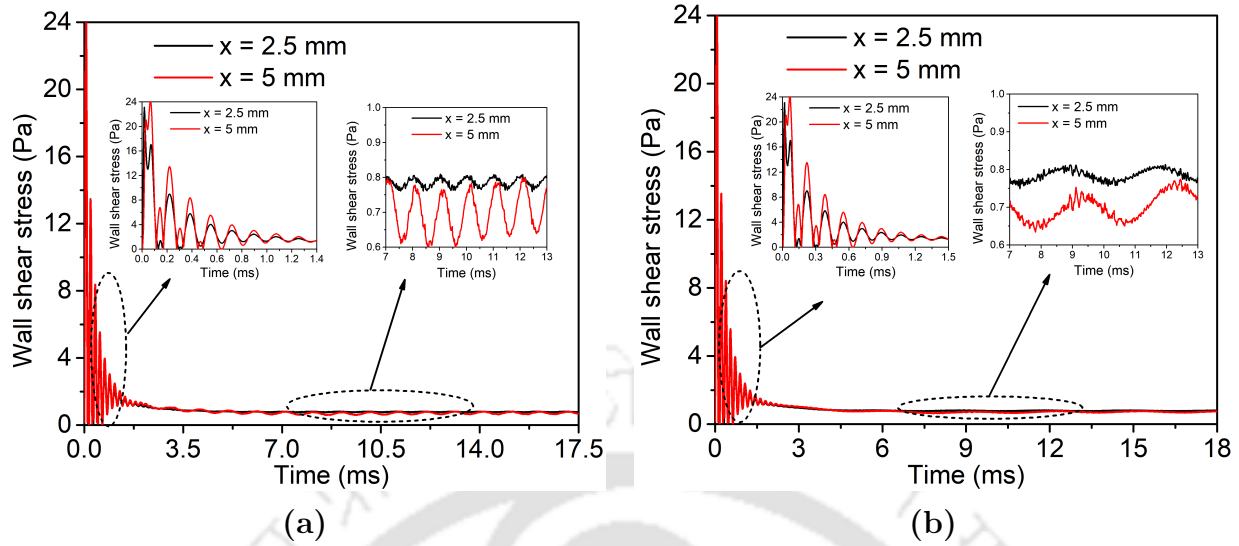 24
20
16
12
8
4
0
Wall shear stress (Pa)
x = 2.5 mm
x = 5 mm
24
20
16
12
8
4
0
Wall shear stress (Pa)
x = 2.5 mm
x = 5 mm
0.0 0.2 0.4 0.6 0.8 1.0 1.2 1.4
Time (ms)
1.0
0.9
0.8
0.7
0.6
Wall shear stress (Pa)
x = 2.5 mm
x = 5 mm
7 8 9 10 11 12 13
Time (ms)
0.0 3.5 7.0 10.5 14.0 17.5
Time (ms)
(a)
24
20
16
12
8
4
0
Wall shear stress (Pa)
x = 2.5 mm
x = 5 mm
24
20
16
12
8
4
0
Wall shear stress (Pa)
x = 2.5 mm
x = 5 mm
0.0 0.3 0.6 0.9 1.2 1.5
Time (ms)
1.0
0.9
0.8
0.7
0.6
Wall shear stress (Pa)
x = 2.5 mm
x = 5 mm
7 8 9 10 11 12 13
Time (ms)
0 3 6 9 12 15 18
Time (ms)
(b)